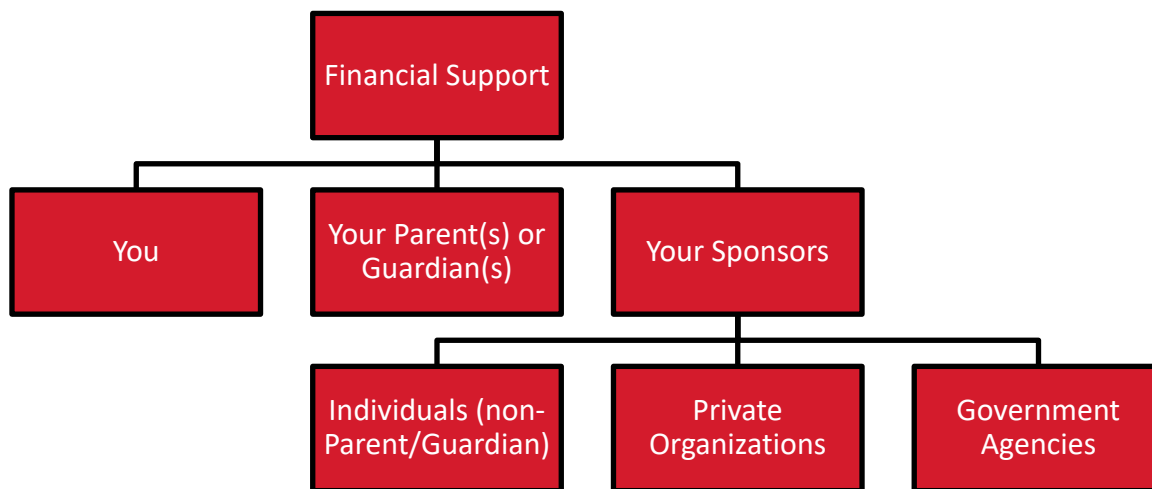 Financial Support
You
Your Parent(s) or
Guardian(s)
Your Sponsors
Individuals (non-
Parent/Guardian)
Private
Organizations
Government
Agencies